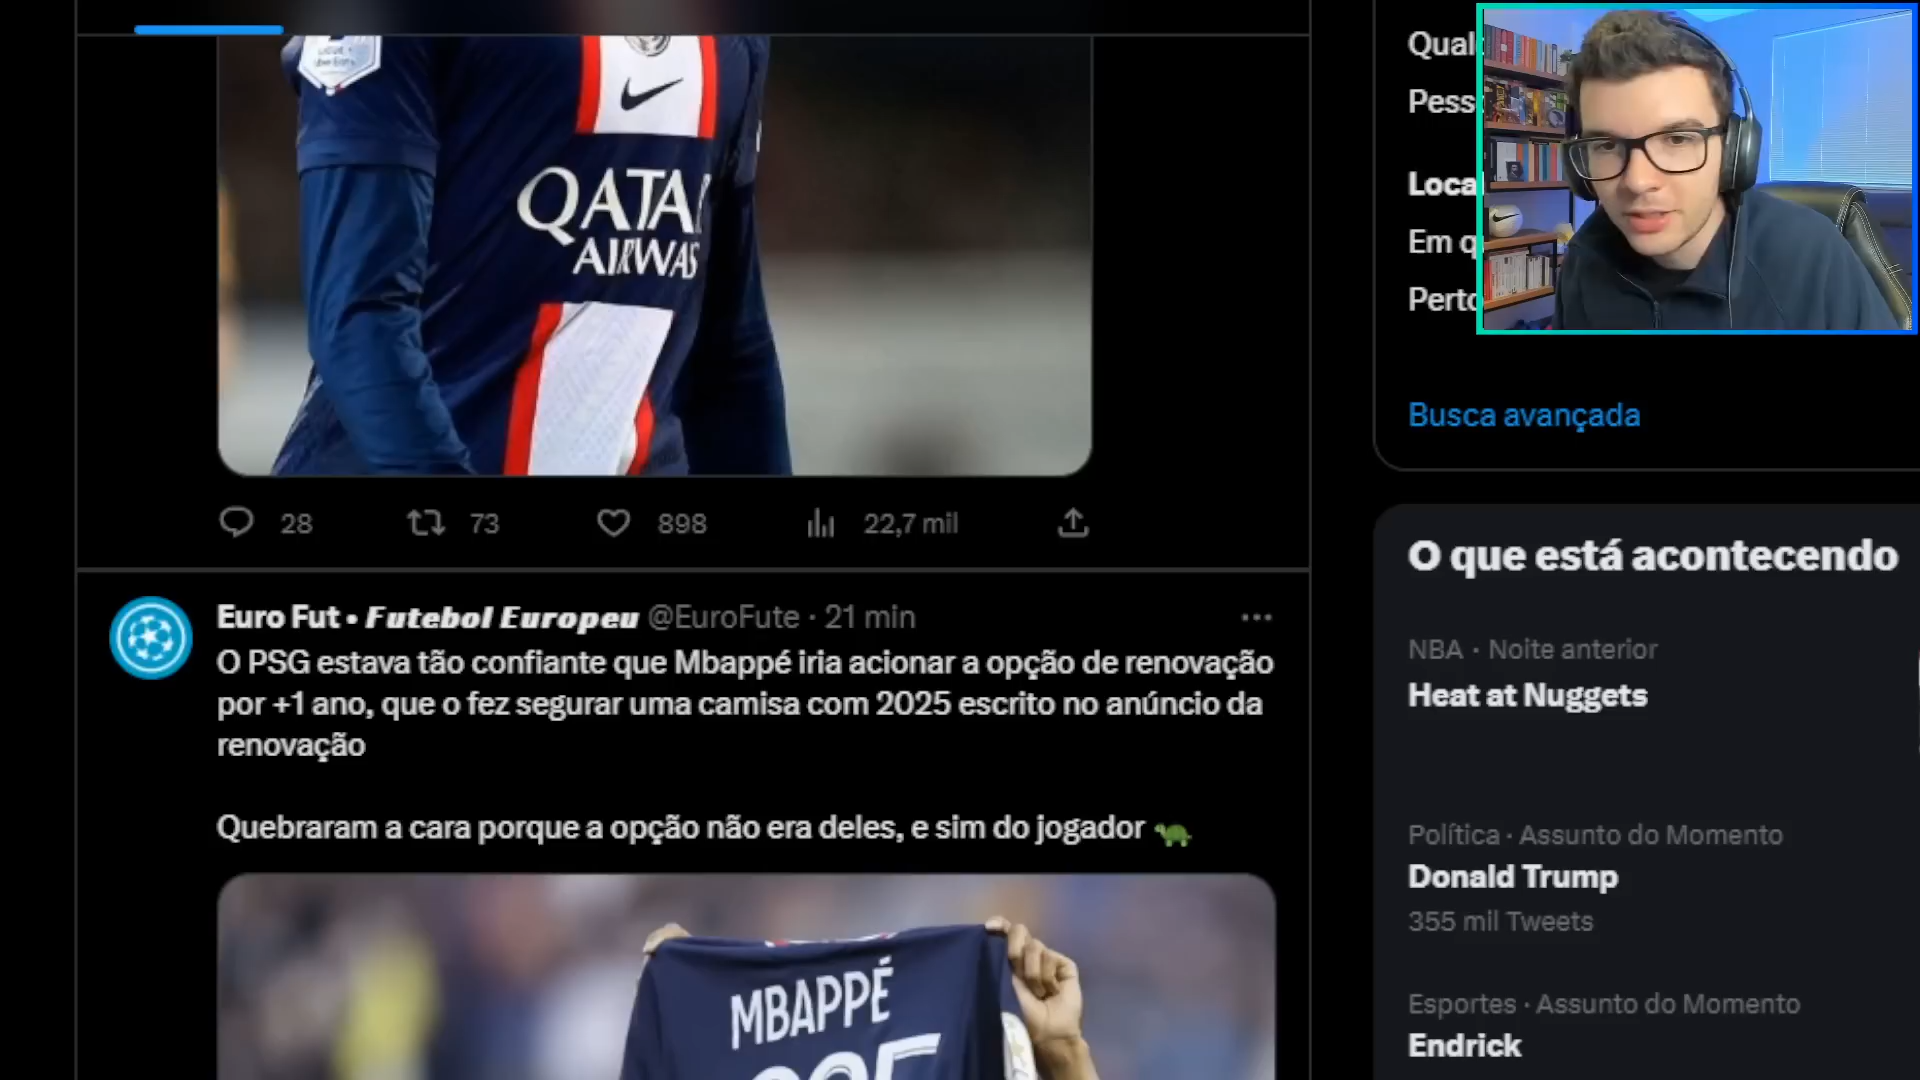 QATAR
AIRWAS
28
73
898
22,7 mil
Euro Fut • Futebol Europeu @EuroFute · 21 min
O PSG estava tão confiante que Mbappé iria acionar a opção de renovação
por +1 ano, que o fez segurar uma camisa com 2025 escrito no anúncio da
renovação
Quebraram a cara porque a opção não era deles, e sim do jogador
MBAPPÉ
Loca
Em q
Busca avançada
O que está acontecendo
NBA · Noite anterior
Heat at Nuggets
Política · Assunto do Momento
Donald Trump
355 mil Tweets
Esportes · Assunto do Momento
Endrick